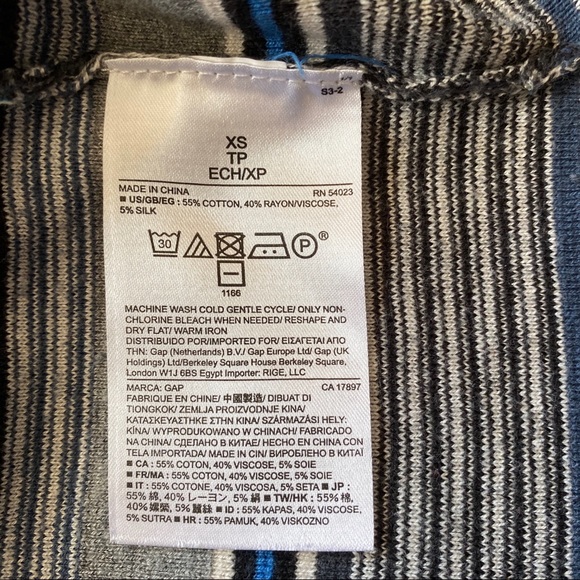 S3-2
XS
TP
ECH/XP
MADE IN CHINA RN 54023
■ US/GB/EG : 55% COTTON, 40% RAYON/VISCOSE,
5% SILK
30 P®
1166
MACHINE WASH COLD GENTLE CYCLE/ ONLY NON-
CHLORINE BLEACH WHEN NEEDED/ RESHAPE AND
DRY FLAT/ WARM IRON
DISTRIBUIDO POR/IMPORTED FOR/ ΕΙΣΑΓΕΤΑΙ ΑΠΟ
THN: Gap (Netherlands) B.V./ Gap Europe Ltd/ Gap (UK
Holdings) Ltd/Berkeley Square House Berkeley Square,
London W1J 6BS Egypt Importer: RIGE, LLC
MARCA: GAP CA 17897
FABRIQUE EN CHINE/ 中國製造/ DIBUAT DI
TIONGKOK/ ZEMLJA PROIZVODNJE KINA/
ΚΑΤΑΣΚΕΥΑΣΤΗΚΕ ΣΤΗΝ ΚΙΝΑ/ SZÁRMAZÁSI HELY:
KÍNA/ WYPRODUKOWANO W CHINACH/ FABRICADO
NA CHINA/ СДЕЛАНО В КИТАЕ/ HECHO EN CHINA CON
TELA IMPORTADA/ MADE IN CIN/ ВИРОБЛЕНО В КИТАЇ
■ CA : 55% COTON, 40% VISCOSE, 5% SOIE
■ FR/MA : 55% COTON, 40% VISCOSE, 5% SOIE
■ IT : 55% COTONE, 40% VISCOSA, 5% SETA ■ JP :
55% 綿, 40% レーヨン, 5% 絹 ■ TW/HK : 55% 棉,
40% 嫘縈, 5% 蠶絲 ■ ID : 55% KAPAS, 40% VISCOSE,
5% SUTRA ■ HR : 55% PAMUK, 40% VISKOZNO